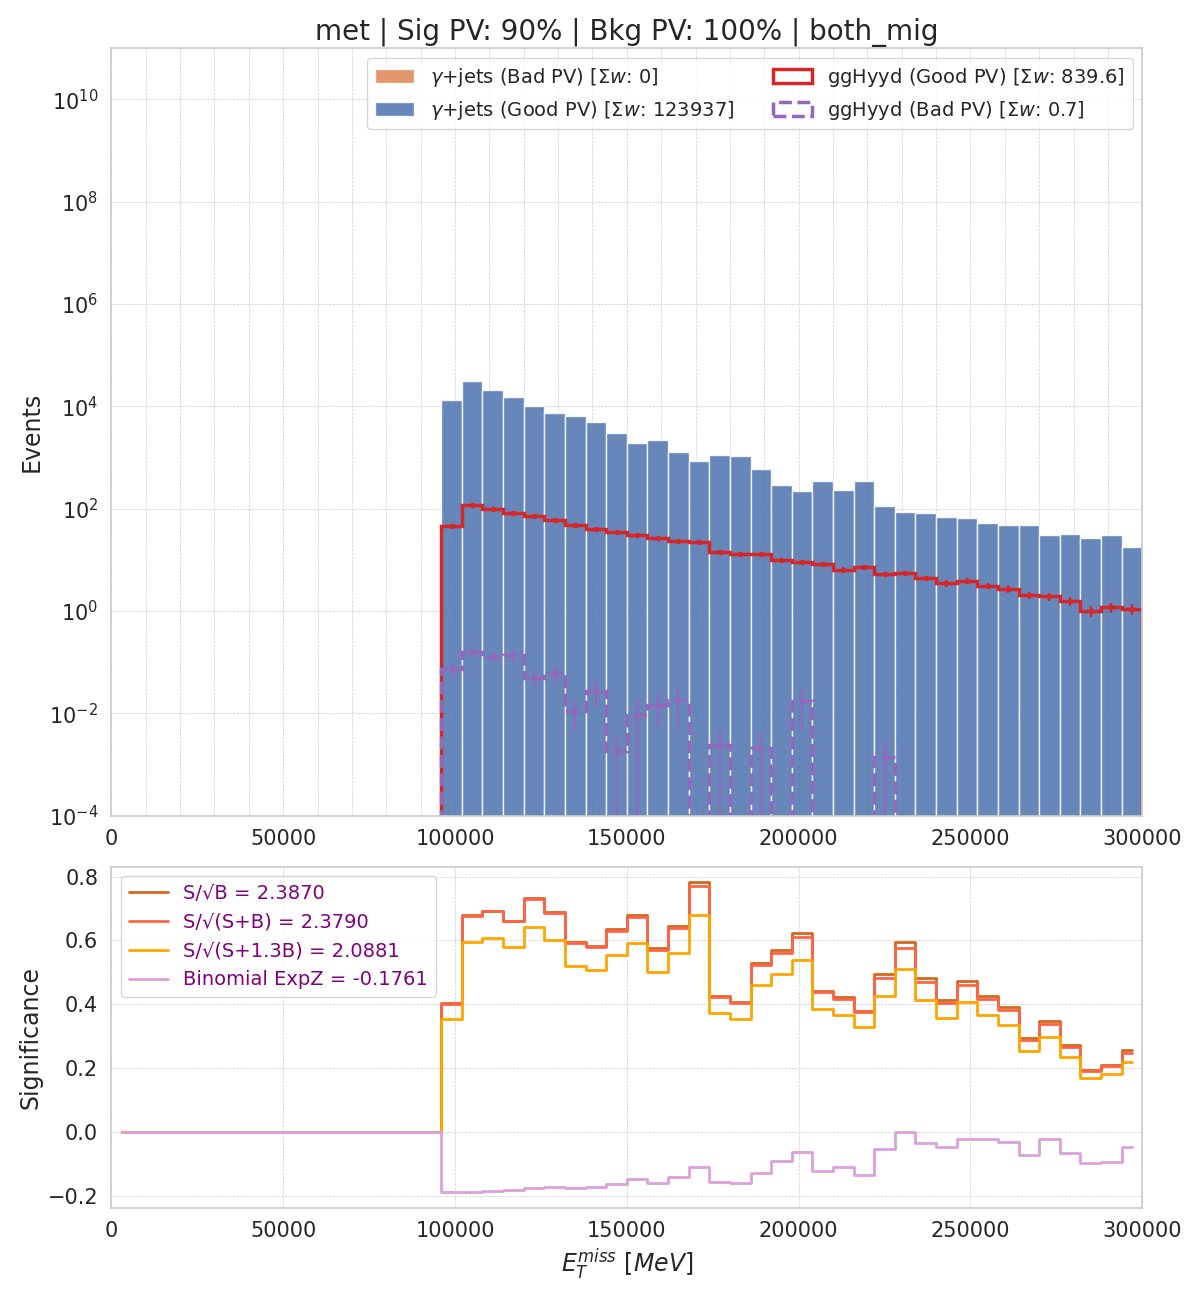 met | Sig PV: 90% | Bkg PV: 100% | both_mig
γ+jets (Bad PV) [Σw: 0]
γ+jets (Good PV) [Σw: 123937]
ggHyyd (Good PV) [Σw: 839.6]
ggHyyd (Bad PV) [Σw: 0.7]
Events
10^10
10^8
10^6
10^4
10^2
10^0
10^−2
10^−4
0 50000 100000 150000 200000 250000 300000
Significance
0.8
0.6
0.4
0.2
0.0
−0.2
S/√B = 2.3870
S/√(S+B) = 2.3790
S/√(S+1.3B) = 2.0881
Binomial ExpZ = -0.1761
0 50000 100000 150000 200000 250000 300000
E_T^miss [MeV]